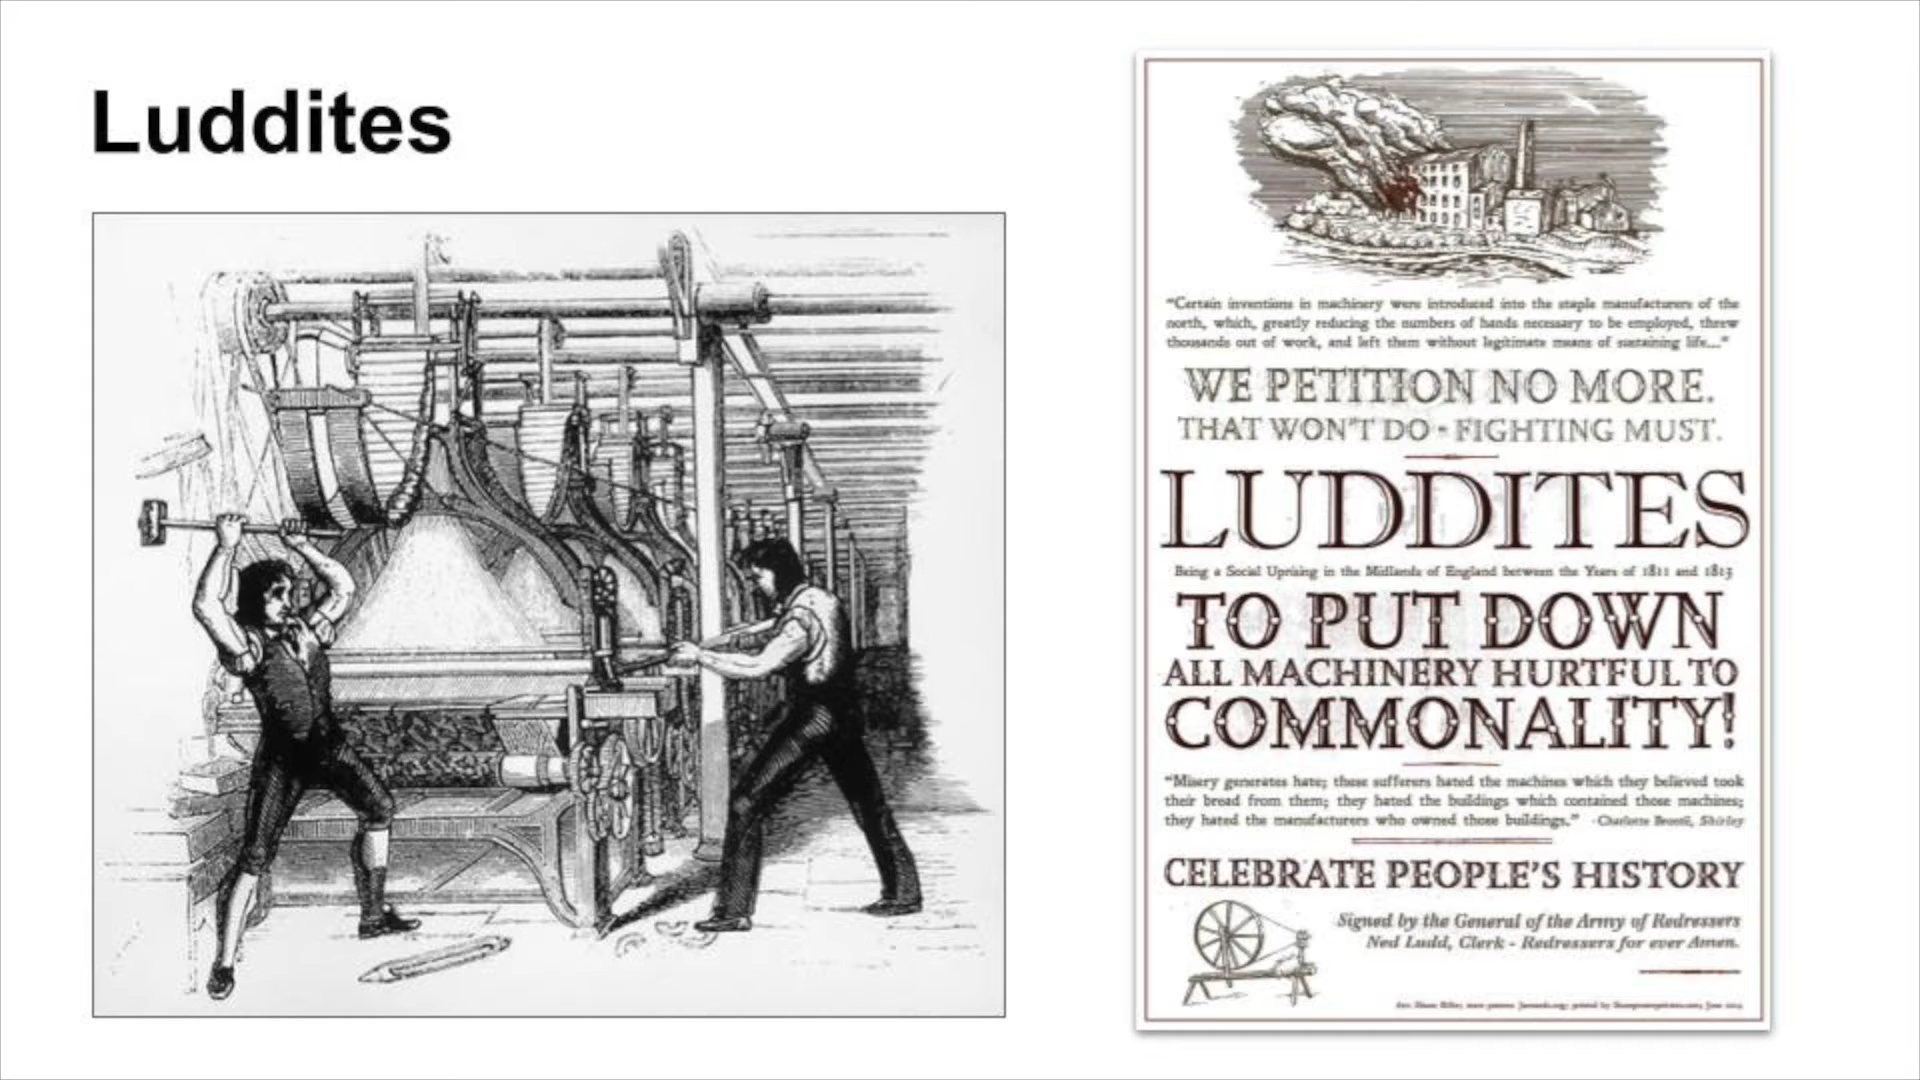 Luddites
"Certain inventions in machinery were introduced into the staple manufacturers of the
north, which, greatly reducing the numbers of hands necessary to be employed, threw
thousands out of work, and left them without legitimate means of sustaining life..."
WE PETITION NO MORE.
THAT WON'T DO - FIGHTING MUST.
LUDDITES
Being a Social Uprising in the Midlands of England between the Years of 1811 and 1813
TO PUT DOWN
ALL MACHINERY HURTFUL TO
COMMONALITY!
"Misery generates hate; these sufferers hated the machines which they believed took
their bread from them; they hated the buildings which contained those machines;
they hated the manufacturers who owned those buildings." -Charlotte Brontë, Shirley
CELEBRATE PEOPLE'S HISTORY
Signed by the General of the Army of Redressers
Ned Ludd, Clerk - Redressers for ever Amen.